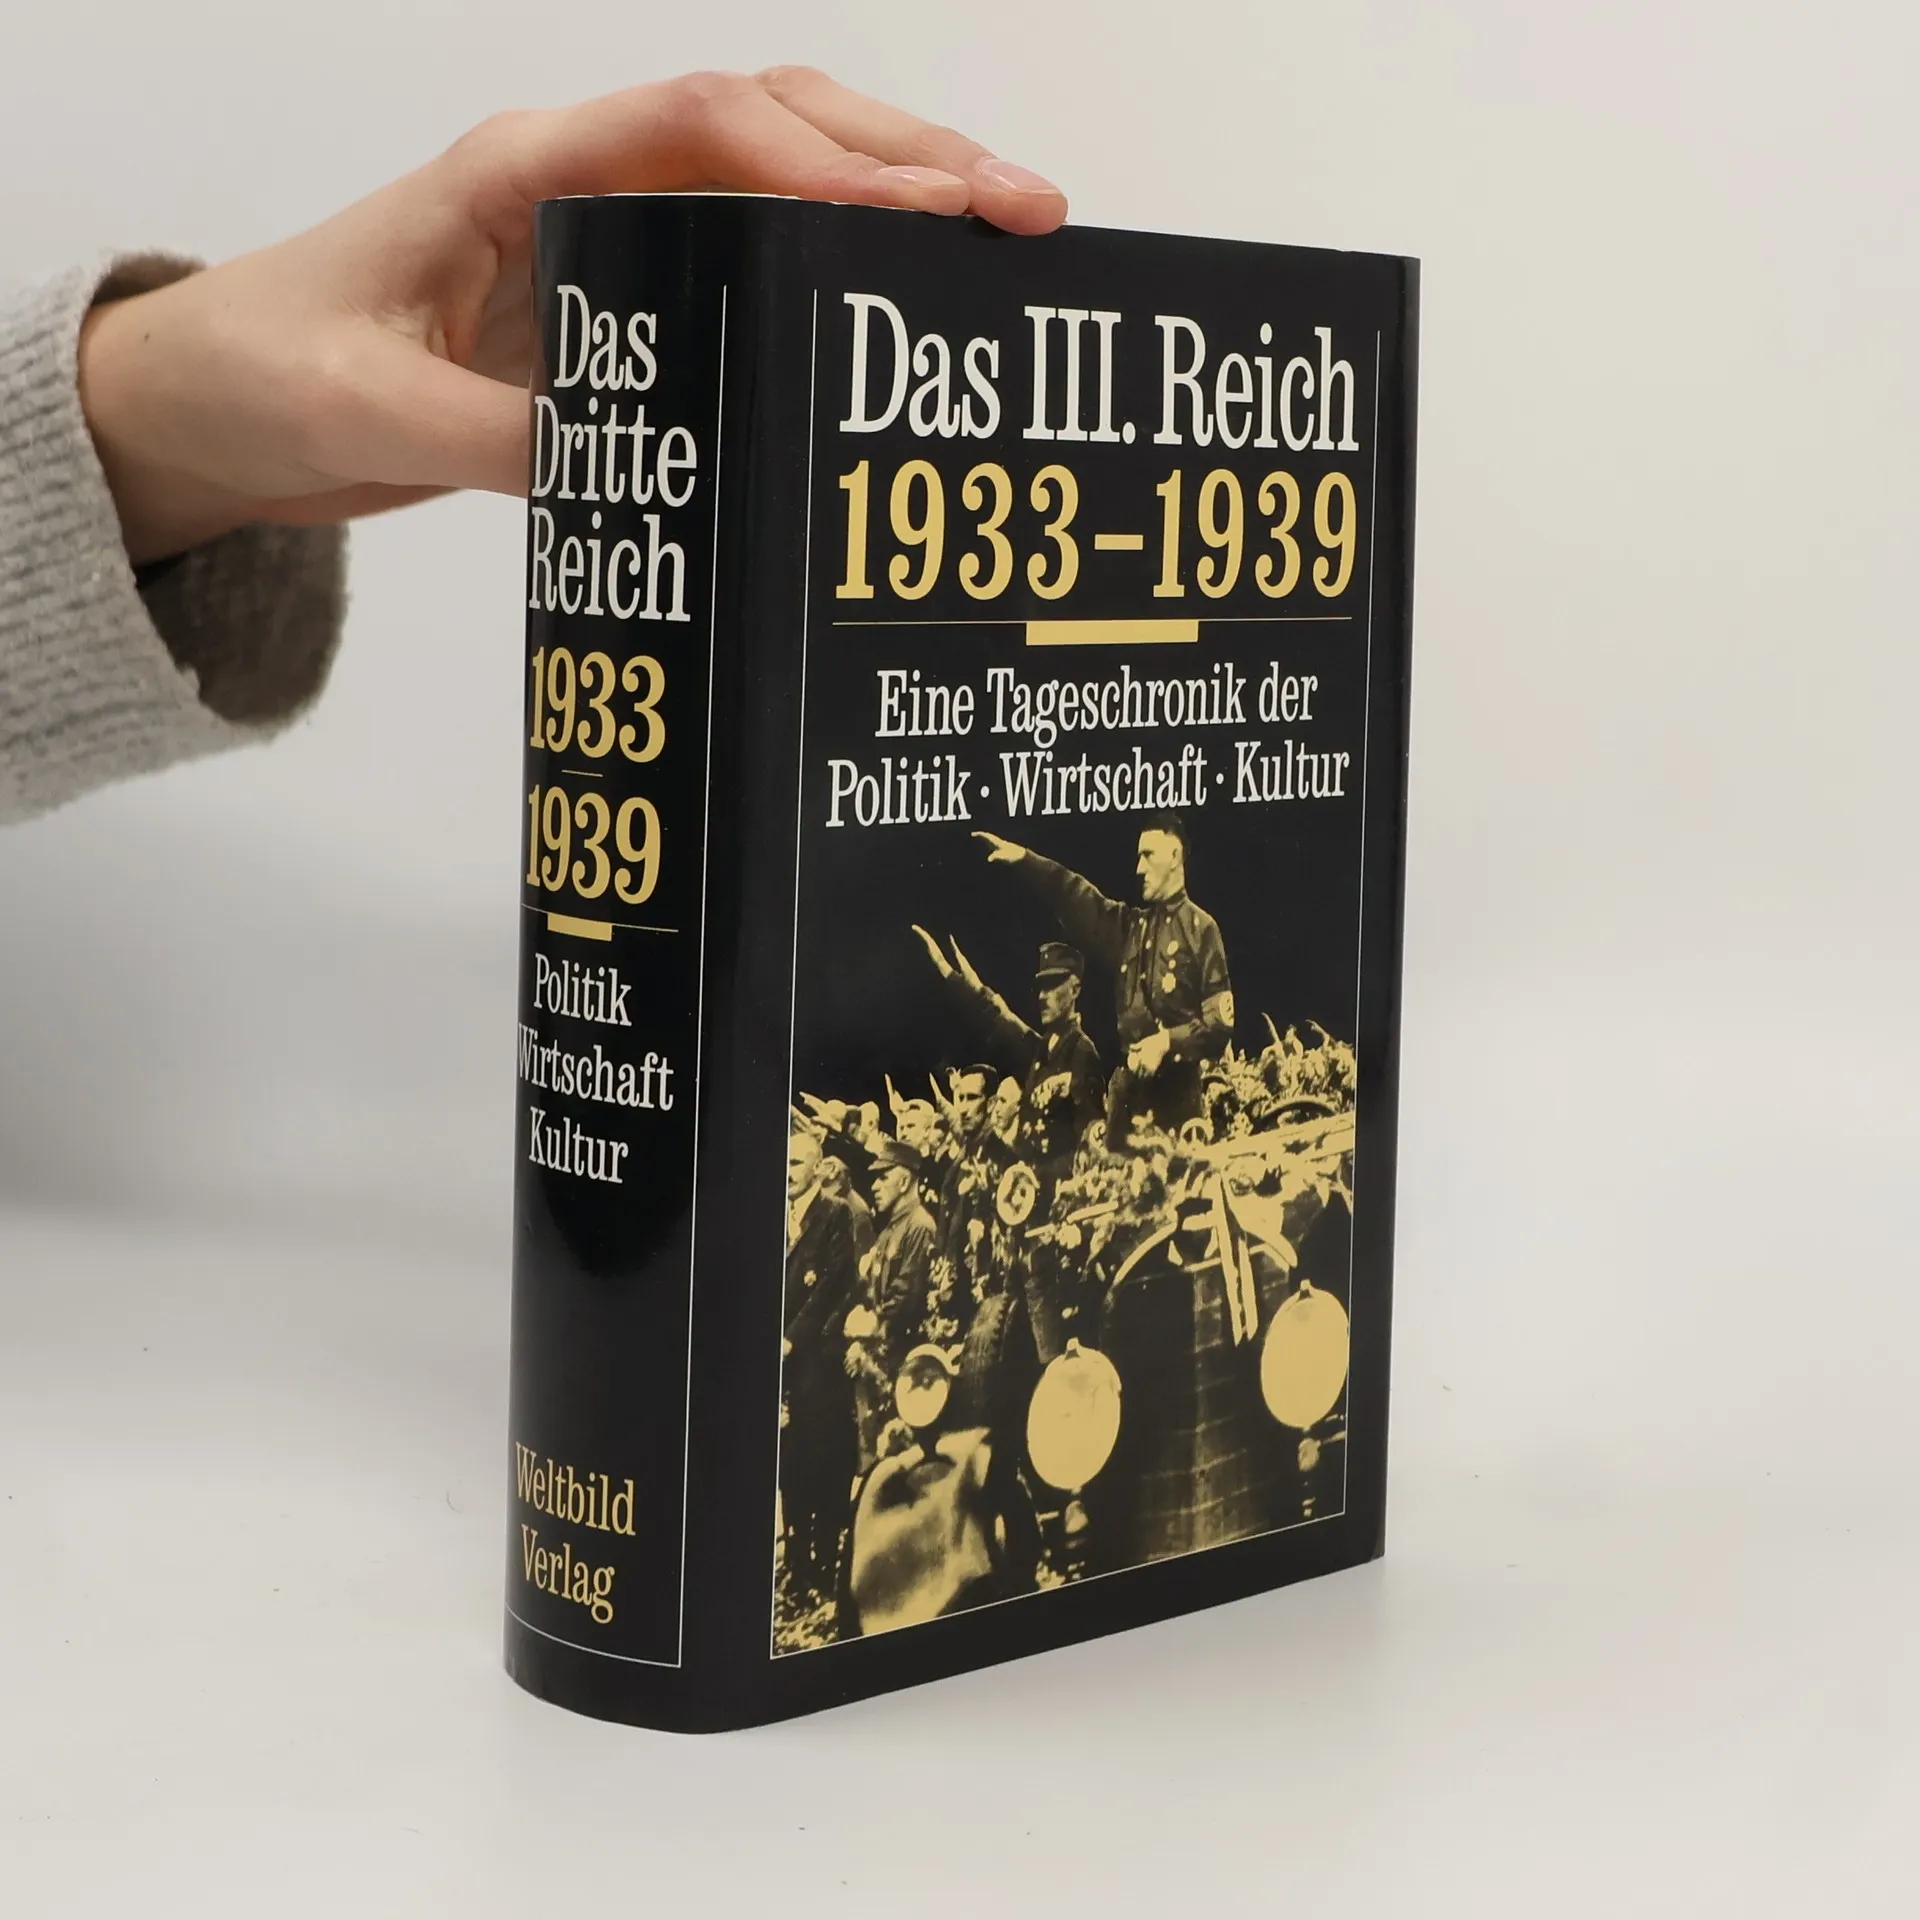 Das
Dritte
Reich
1933
–
1939
Politik
Wirtschaft
Kultur
Weltbild
Verlag
Das III. Reich
1933–1939
Eine Tageschronik der
Politik · Wirtschaft · Kultur